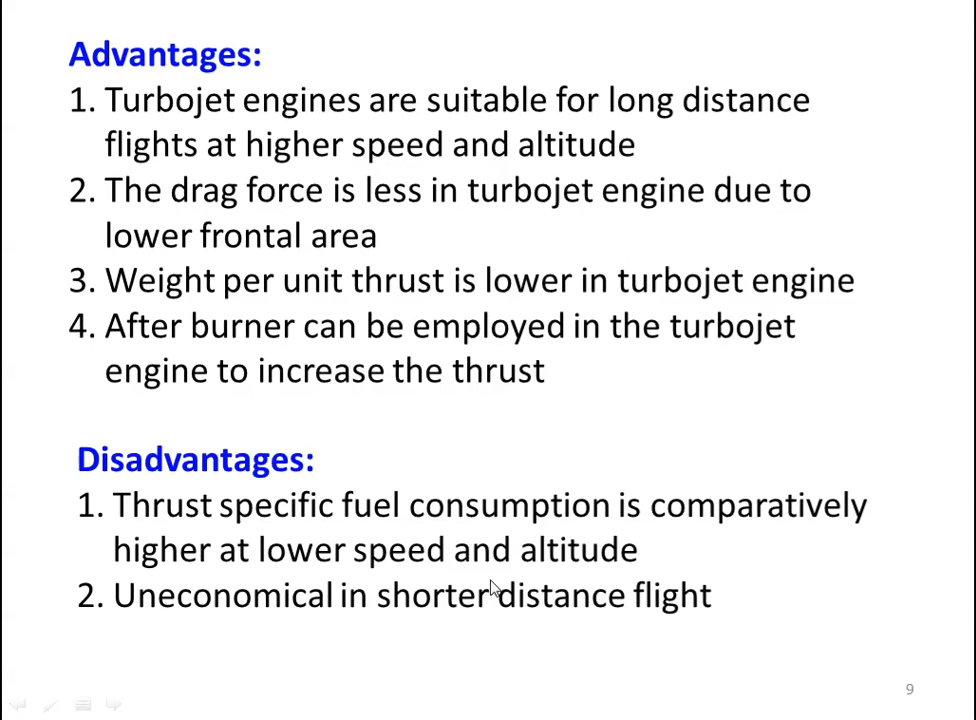 Advantages:
1. Turbojet engines are suitable for long distance
flights at higher speed and altitude
2. The drag force is less in turbojet engine due to
lower frontal area
3. Weight per unit thrust is lower in turbojet engine
4. After burner can be employed in the turbojet
engine to increase the thrust
Disadvantages:
1. Thrust specific fuel consumption is comparatively
higher at lower speed and altitude
2. Uneconomical in shorter distance flight
9